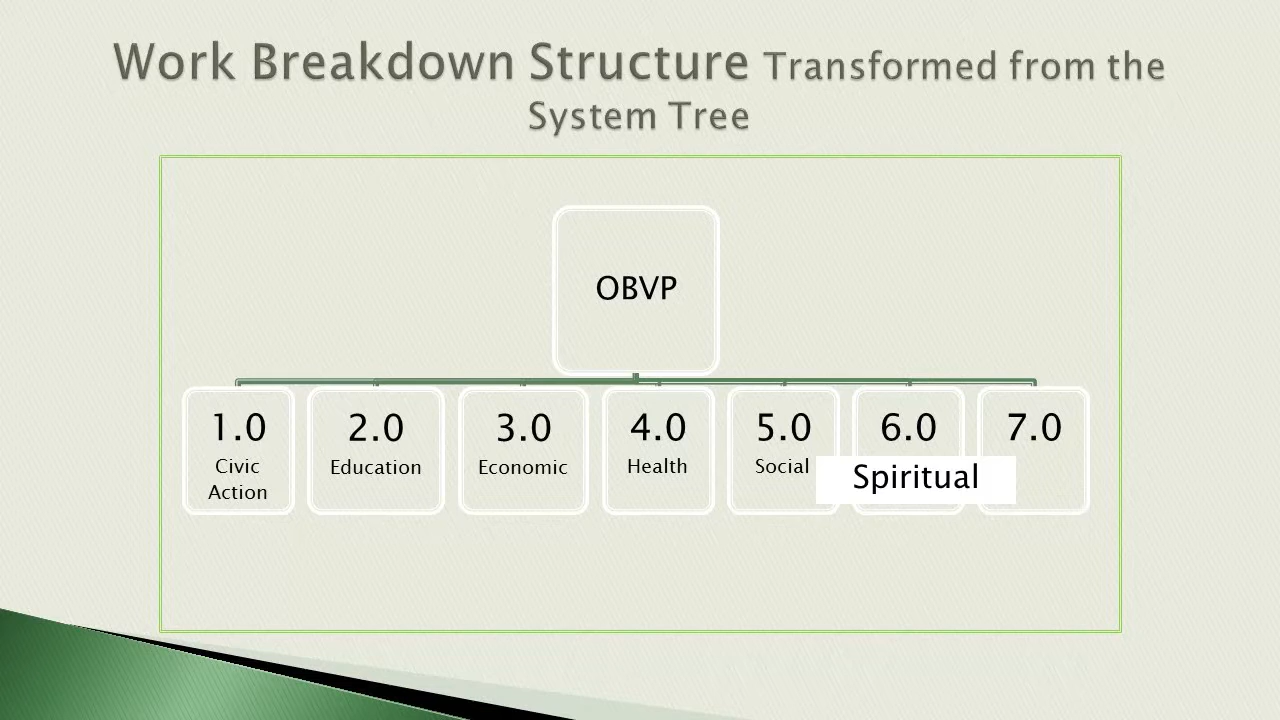 Work Breakdown Structure Transformed from the
System Tree
OBVP
1.0
Civic
Action
2.0
Education
3.0
Economic
4.0
Health
5.0
Social
6.0
Spiritual
7.0